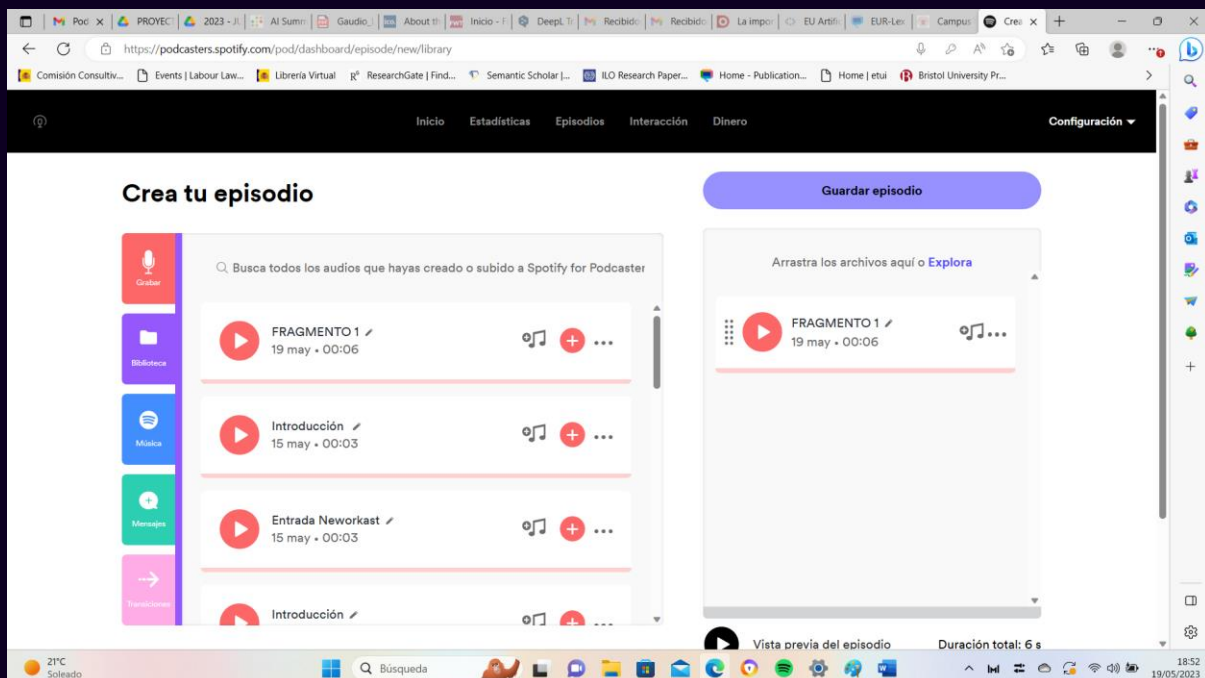 Pod
PROYEC
2023 - JL
AI Summ
Gaudio_
About th
Inicio - F
DeepL Tr
Recibido
Recibido
La impor
EU Artifi
EUR-Lex
Campus
Crea
https://podcasters.spotify.com/pod/dashboard/episode/new/library
Comisión Consultiv...
Events | Labour Law...
Librería Virtual
ResearchGate | Find...
Semantic Scholar |...
ILO Research Paper...
Home - Publication...
Home | etui
Bristol University Pr...
Inicio
Estadísticas
Episodios
Interacción
Dinero
Configuración
Crea tu episodio
Guardar episodio
Grabar
Biblioteca
Música
Mensajes
Transiciones
Busca todos los audios que hayas creado o subido a Spotify for Podcaster
FRAGMENTO 1
19 may • 00:06
Introducción
15 may • 00:03
Entrada Neworkast
15 may • 00:03
Introducción
Arrastra los archivos aquí o Explora
FRAGMENTO 1
19 may • 00:06
Vista previa del episodio
Duración total: 6 s
21°C
Soleado
Búsqueda
18:52
19/05/2023